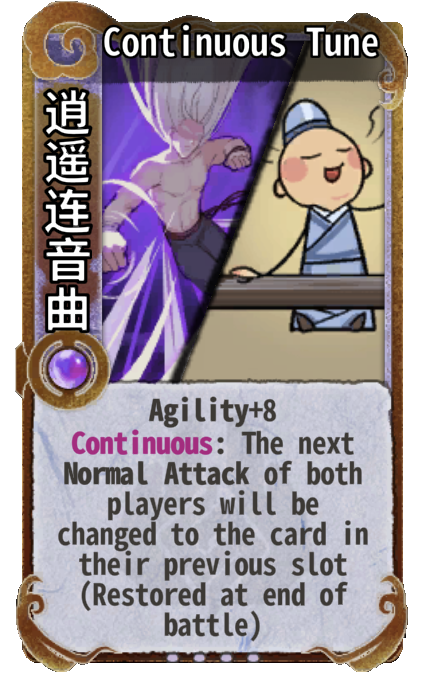 Continuous Tune
逍遥连音曲
Agility+8
Continuous: The next
Normal Attack of both
players will be
changed to the card in
their previous slot
(Restored at end of
battle)